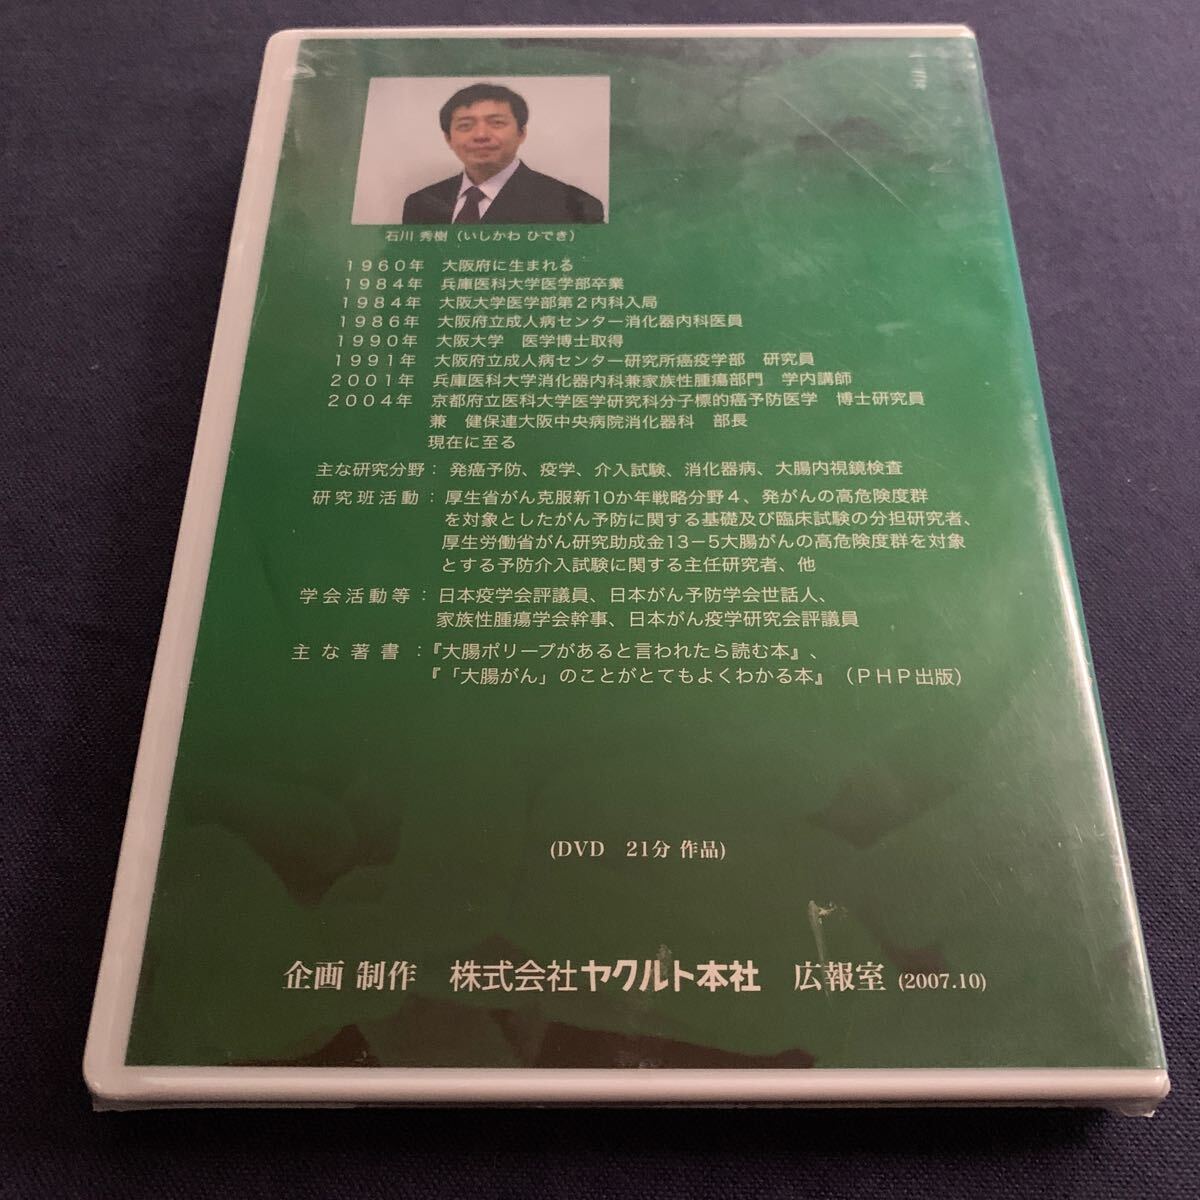 石川 秀樹（いしかわ ひでき）
１９６０年　大阪府に生まれる
１９８４年　兵庫医科大学医学部卒業
１９８４年　大阪大学医学部第２内科入局
１９８６年　大阪府立成人病センター消化器内科医員
１９９０年　大阪大学　医学博士取得
１９９１年　大阪府立成人病センター研究所癌疫学部　研究員
２００１年　兵庫医科大学消化器内科兼家族性腫瘍部門　学内講師
２００４年　京都府立医科大学医学研究科分子標的癌予防医学　博士研究員
兼　健保連大阪中央病院消化器科　部長
現在に至る
主な研究分野：発癌予防、疫学、介入試験、消化器病、大腸内視鏡検査
研究班活動：厚生省がん克服新10か年戦略分野４、発がんの高危険度群
を対象としたがん予防に関する基礎及び臨床試験の分担研究者、
厚生労働省がん研究助成金13－5大腸がんの高危険度群を対象
とする予防介入試験に関する主任研究者、他
学会活動等：日本疫学会評議員、日本がん予防学会世話人、
家族性腫瘍学会幹事、日本がん疫学研究会評議員
主な著書：『大腸ポリープがあると言われたら読む本』、
『「大腸がん」のことがとてもよくわかる本』（ＰＨＰ出版）
(DVD　21分 作品)
企画 制作　株式会社ヤクルト本社　広報室 (2007.10)